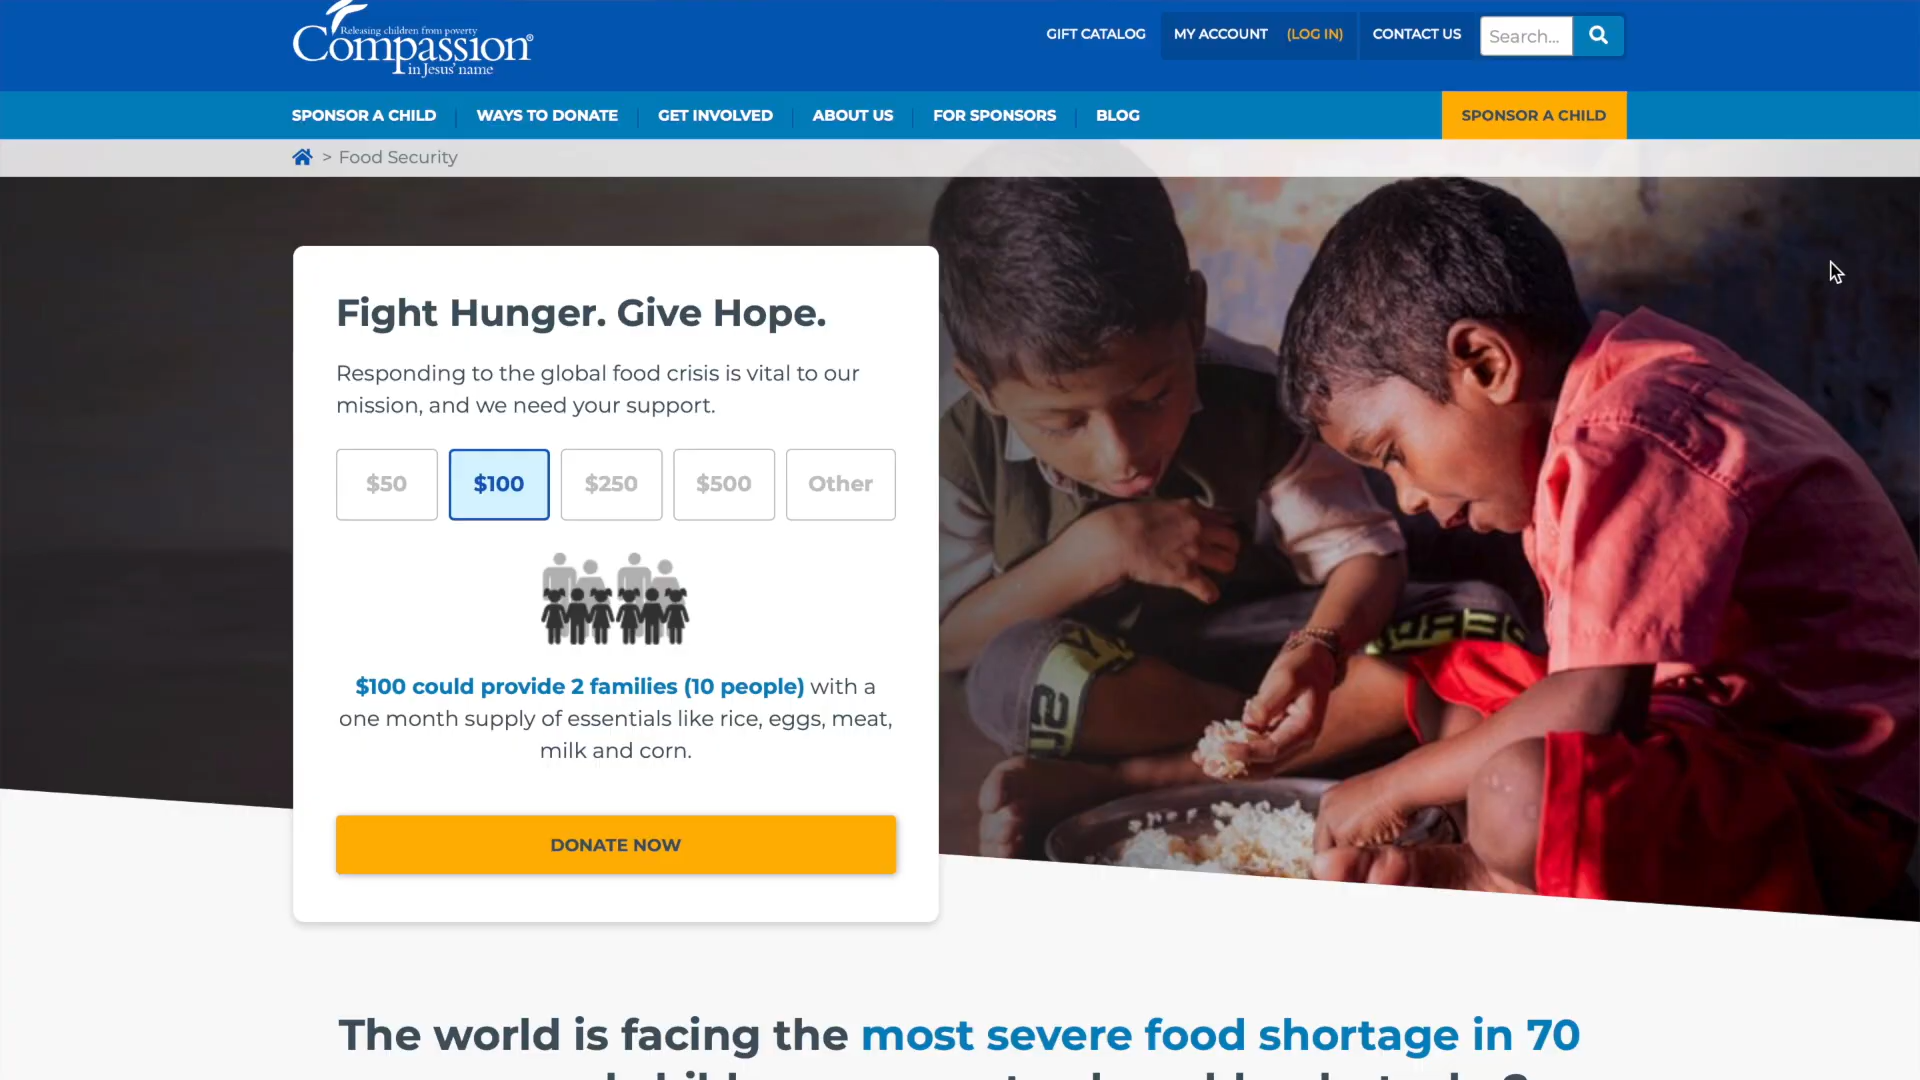 Releasing children from poverty
Compassion®
in Jesus' name
GIFT CATALOG
MY ACCOUNT (LOG IN)
CONTACT US
Search...
SPONSOR A CHILD
WAYS TO DONATE
GET INVOLVED
ABOUT US
FOR SPONSORS
BLOG
SPONSOR A CHILD
> Food Security
Fight Hunger. Give Hope.
Responding to the global food crisis is vital to our
mission, and we need your support.
$50
$100
$250
$500
Other
$100 could provide 2 families (10 people) with a
one month supply of essentials like rice, eggs, meat,
milk and corn.
DONATE NOW
The world is facing the most severe food shortage in 70